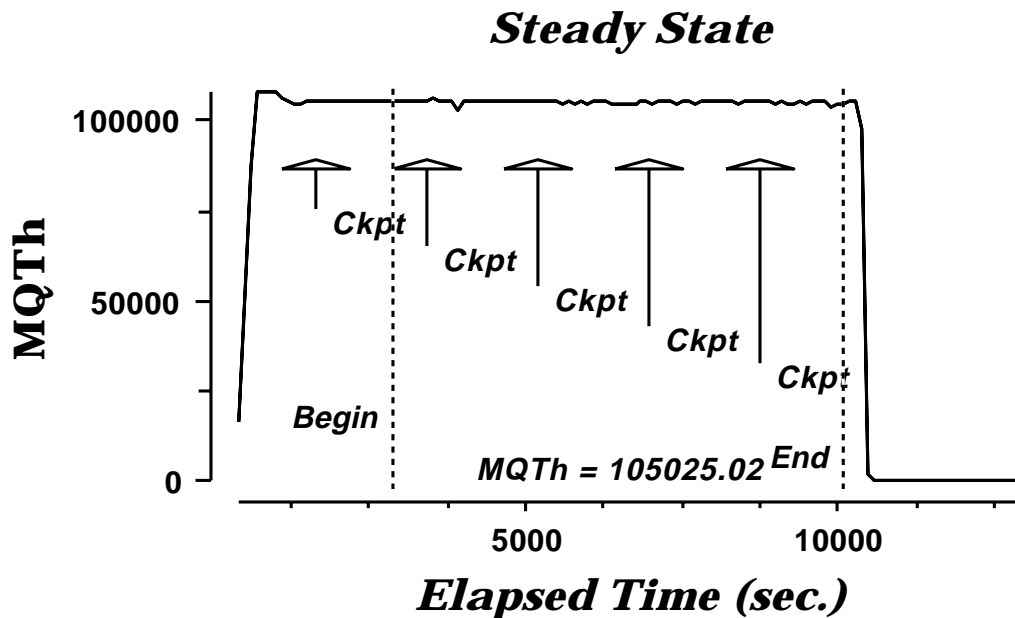 Steady State
MQTh
100000
50000
0
Ckpt
Ckpt
Ckpt
Ckpt
Ckpt
Begin
MQTh = 105025.02
End
5000
10000
Elapsed Time (sec.)